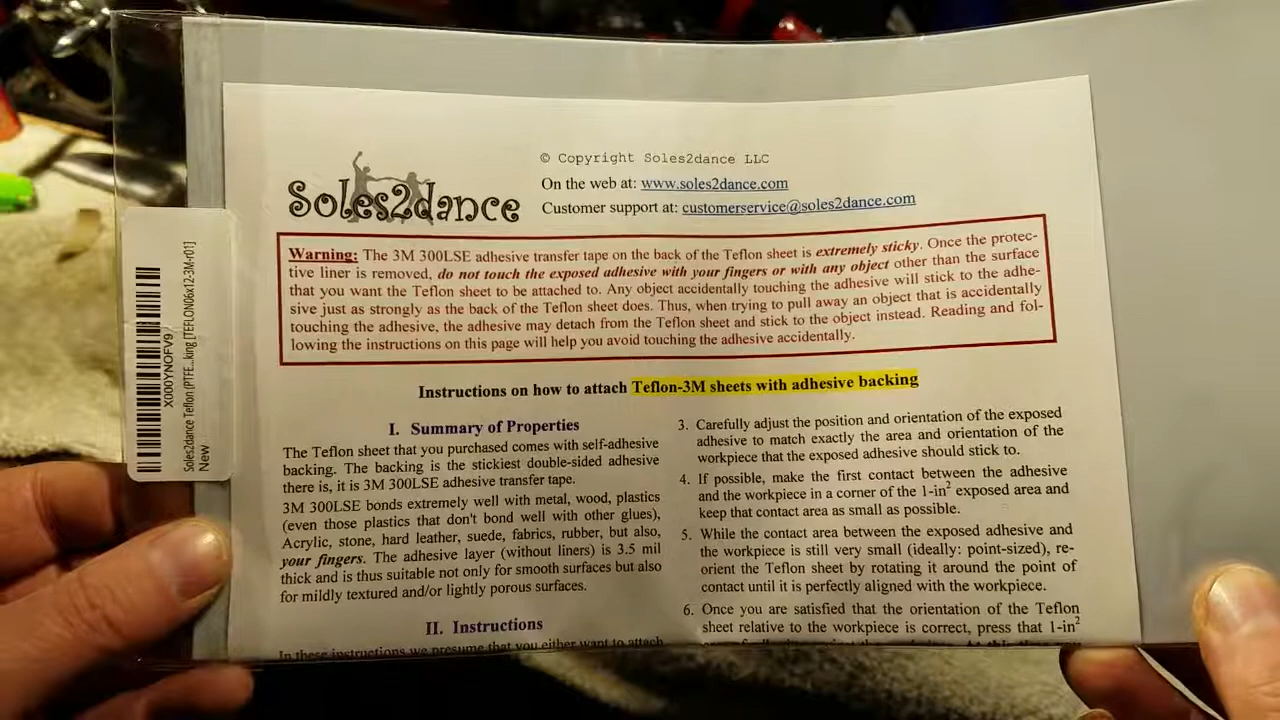 Soles2dance
© Copyright Soles2dance LLC
On the web at: www.soles2dance.com
Customer support at: customerservice@soles2dance.com
Warning: The 3M 300LSE adhesive transfer tape on the back of the Teflon sheet is extremely sticky. Once the protec-
tive liner is removed, do not touch the exposed adhesive with your fingers or with any object other than the surface
that you want the Teflon sheet to be attached to. Any object accidentally touching the adhesive will stick to the adhe-
sive just as strongly as the back of the Teflon sheet does. Thus, when trying to pull away an object that is accidentally
touching the adhesive, the adhesive may detach from the Teflon sheet and stick to the object instead. Reading and fol-
lowing the instructions on this page will help you avoid touching the adhesive accidentally.
Instructions on how to attach Teflon-3M sheets with adhesive backing
I. Summary of Properties
The Teflon sheet that you purchased comes with self-adhesive
backing. The backing is the stickiest double-sided adhesive
there is, it is 3M 300LSE adhesive transfer tape.
3M 300LSE bonds extremely well with metal, wood, plastics
(even those plastics that don't bond well with other glues),
Acrylic, stone, hard leather, suede, fabrics, rubber, but also,
your fingers. The adhesive layer (without liners) is 3.5 mil
thick and is thus suitable not only for smooth surfaces but also
for mildly textured and/or lightly porous surfaces.
II. Instructions
In these instructions we presume that you either want to attach
3. Carefully adjust the position and orientation of the exposed
adhesive to match exactly the area and orientation of the
workpiece that the exposed adhesive should stick to.
4. If possible, make the first contact between the adhesive
and the workpiece in a corner of the 1-in² exposed area and
keep that contact area as small as possible.
5. While the contact area between the exposed adhesive and
the workpiece is still very small (ideally: point-sized), re-
orient the Teflon sheet by rotating it around the point of
contact until it is perfectly aligned with the workpiece.
6. Once you are satisfied that the orientation of the Teflon
sheet relative to the workpiece is correct, press that 1-in²
X000YNOFV9
Soles2dance Teflon (PTFE...king [TEFLON06x12-3M-r01]
New